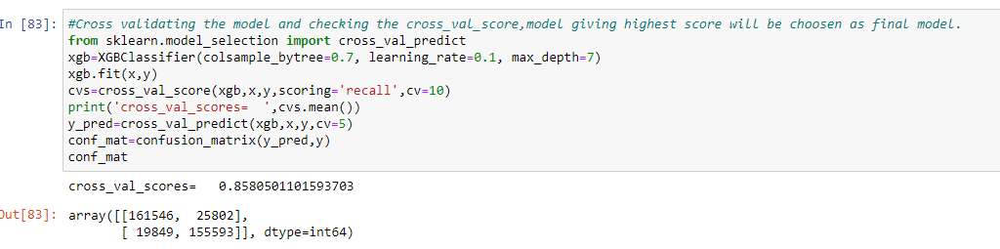 In [83]: #Cross validating the model and checking the cross_val_score,model giving highest score will be choosen as final model.
from sklearn.model_selection import cross_val_predict
xgb=XGBClassifier(colsample_bytree=0.7, learning_rate=0.1, max_depth=7)
xgb.fit(x,y)
cvs=cross_val_score(xgb,x,y,scoring='recall',cv=10)
print('cross_val_scores=  ',cvs.mean())
y_pred=cross_val_predict(xgb,x,y,cv=5)
conf_mat=confusion_matrix(y_pred,y)
conf_mat
cross_val_scores=   0.8580501101593703
Out[83]: array([[161546,  25802],
[ 19849, 155593]], dtype=int64)